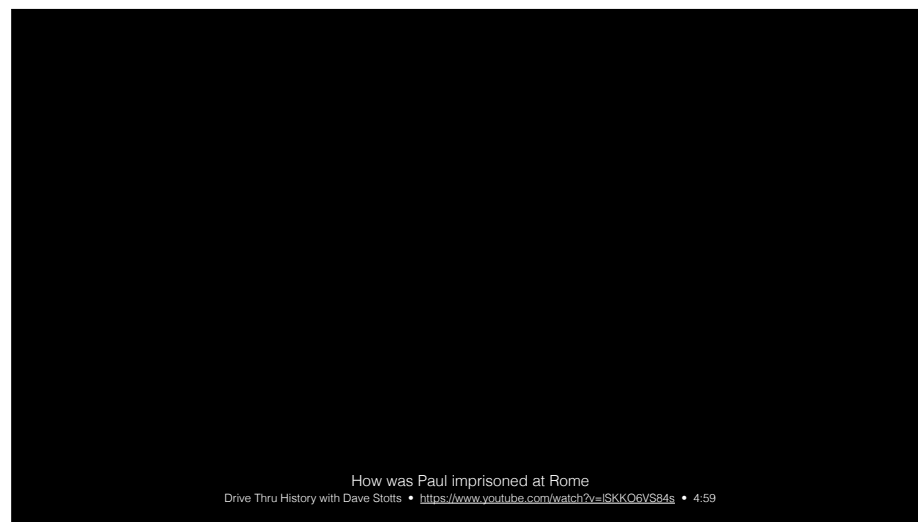 How was Paul imprisoned at Rome
Drive Thru History with Dave Stotts • https://www.youtube.com/watch?v=lSKKO6VS84s • 4:59